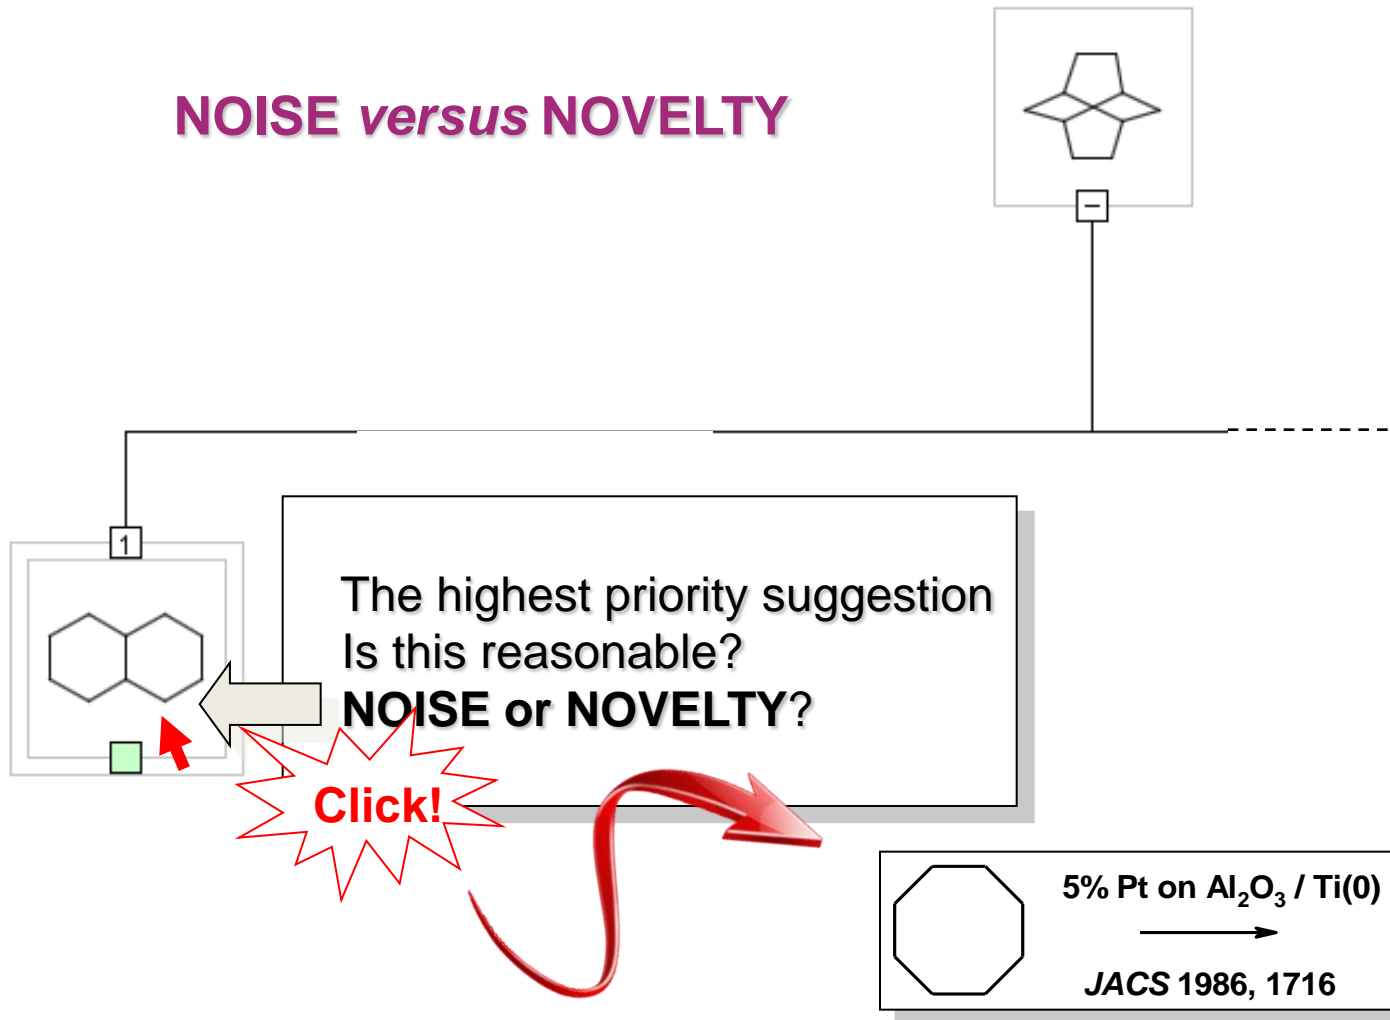 NOISE versus NOVELTY
–
1
The highest priority suggestion
Is this reasonable?
NOISE or NOVELTY?
Click!
5% Pt on Al₂O₃ / Ti(0)
JACS 1986, 1716